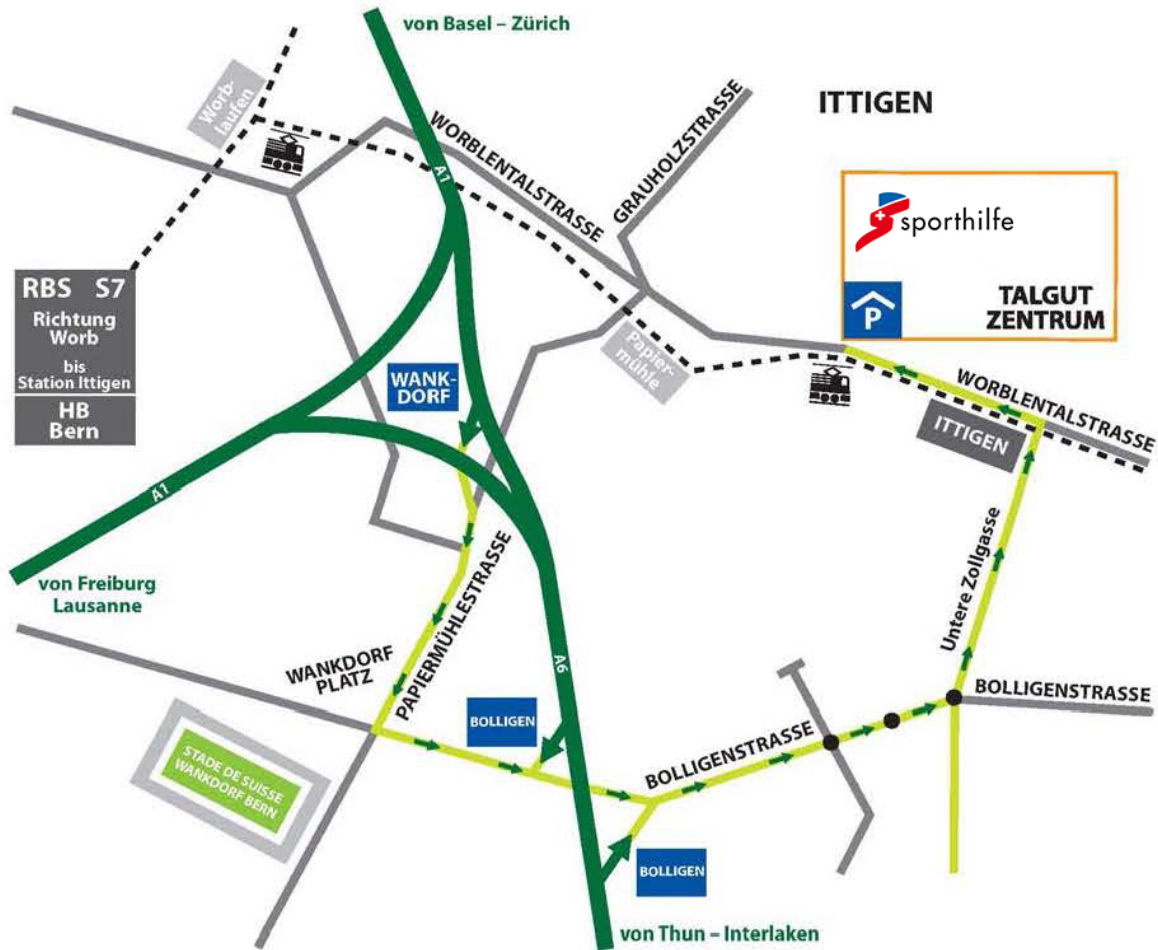 von Basel – Zürich
Worb-
laufen
WORBLENTALSTRASSE
GRAUHOLZSTRASSE
ITTIGEN
A1
sporthilfe
P
TALGUT
ZENTRUM
RBS S7
Richtung
Worb
bis
Station Ittigen
HB
Bern
Papier-
mühle
WANK-
DORF
WORBLENTALSTRASSE
ITTIGEN
A1
von Freiburg
Lausanne
PAPIERMÜHLESTRASSE
Untere Zollgasse
WANKDORF
PLATZ
A6
BOLLIGENSTRASSE
BOLLIGEN
BOLLIGENSTRASSE
STADE DE SUISSE
WANKDORF BERN
BOLLIGEN
von Thun – Interlaken